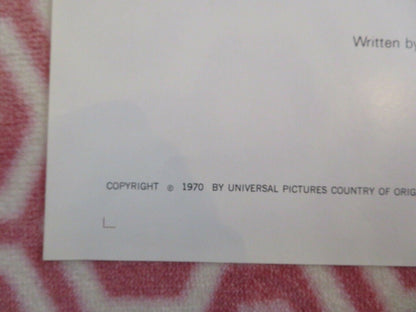 Written by
COPYRIGHT © 1970 BY UNIVERSAL PICTURES COUNTRY OF ORIG